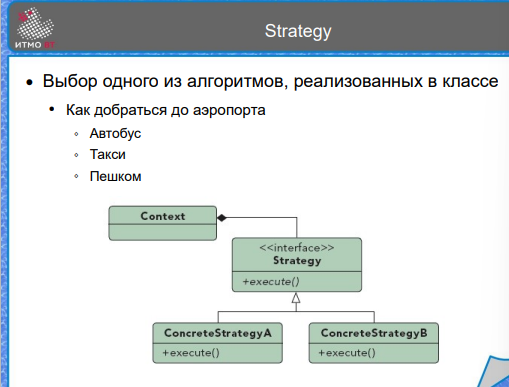 ИТМО ВТ
Strategy
Выбор одного из алгоритмов, реализованных в классе
Как добраться до аэропорта
Автобус
Такси
Пешком
Context
<<interface>>
Strategy
+execute()
ConcreteStrategyA
+execute()
ConcreteStrategyB
+execute()